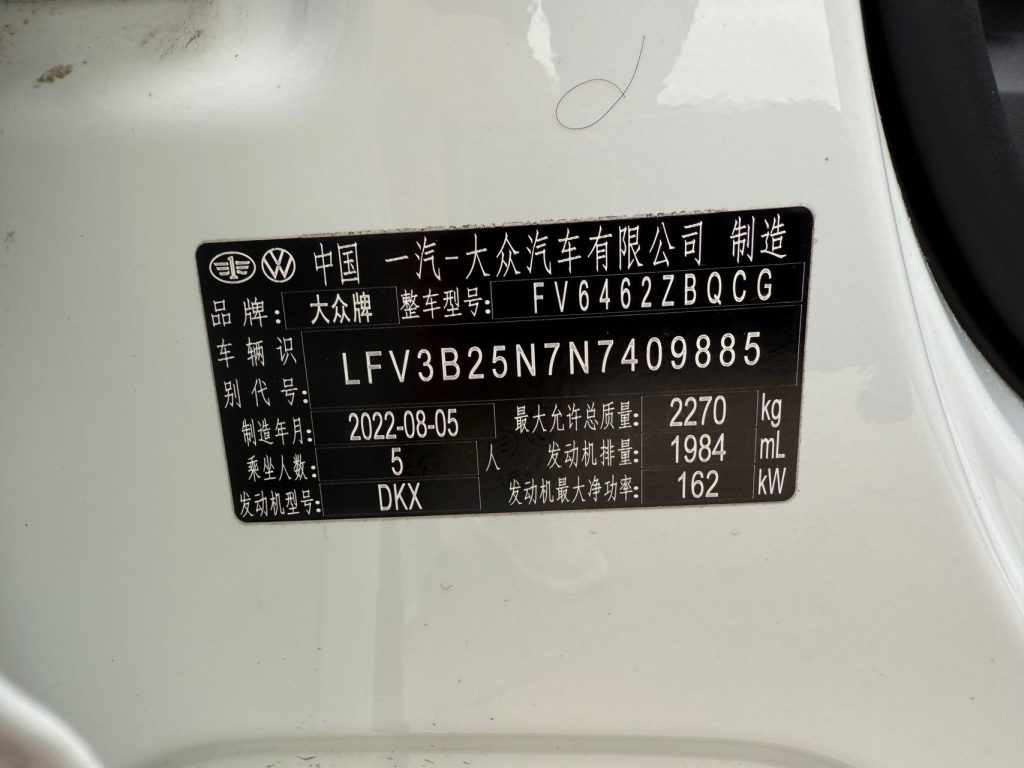 中国 一汽-大众汽车有限公司 制造
品牌: 大众牌 整车型号: FV6462ZBQCG
车辆识别代号: LFV3B25N7N7409885
制造年月: 2022-08-05 最大允许总质量: 2270 kg
乘坐人数: 5 人 发动机排量: 1984 mL
发动机型号: DKX 发动机最大净功率: 162 kW